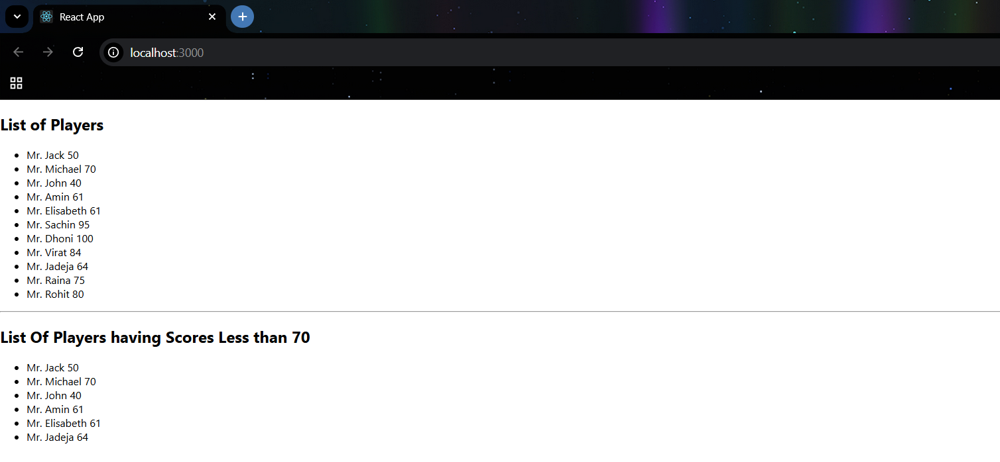 React App
localhost:3000
List of Players
Mr. Jack 50
Mr. Michael 70
Mr. John 40
Mr. Amin 61
Mr. Elisabeth 61
Mr. Sachin 95
Mr. Dhoni 100
Mr. Virat 84
Mr. Jadeja 64
Mr. Raina 75
Mr. Rohit 80
List Of Players having Scores Less than 70
Mr. Jack 50
Mr. Michael 70
Mr. John 40
Mr. Amin 61
Mr. Elisabeth 61
Mr. Jadeja 64